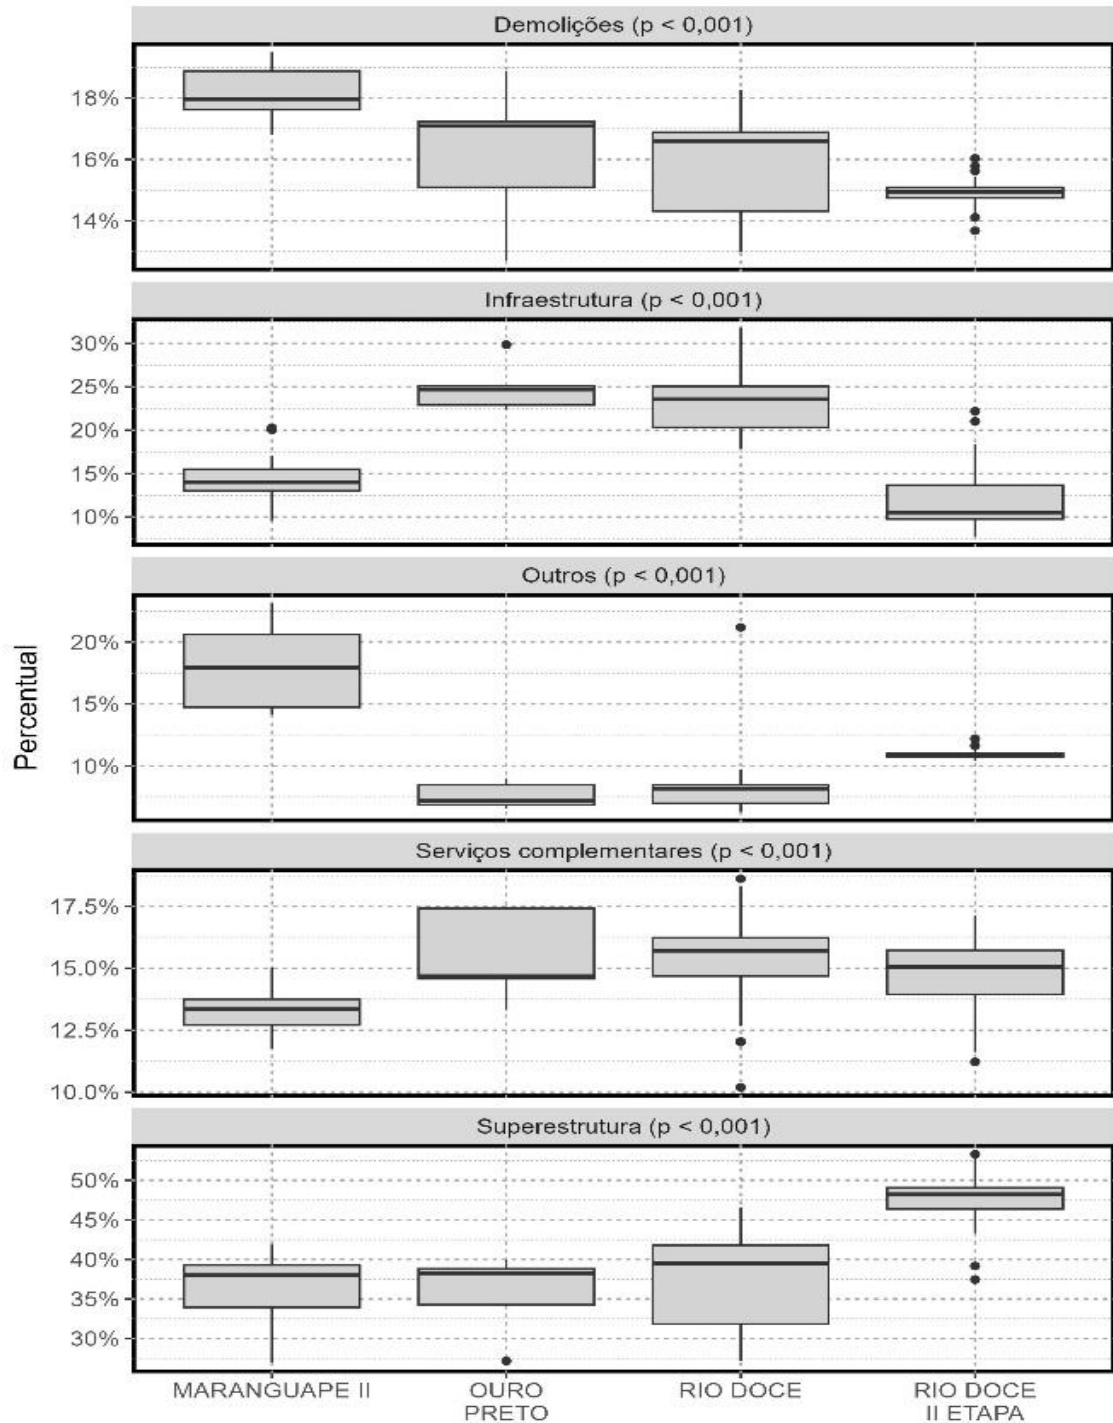 Demolições (p < 0,001)
18%
16%
14%
Infraestrutura (p < 0,001)
30%
25%
20%
15%
10%
Outros (p < 0,001)
20%
15%
10%
Percentual
Serviços complementares (p < 0,001)
17.5%
15.0%
12.5%
10.0%
Superestrutura (p < 0,001)
50%
45%
40%
35%
30%
MARANGUAPE II
OURO
PRETO
RIO DOCE
RIO DOCE
II ETAPA